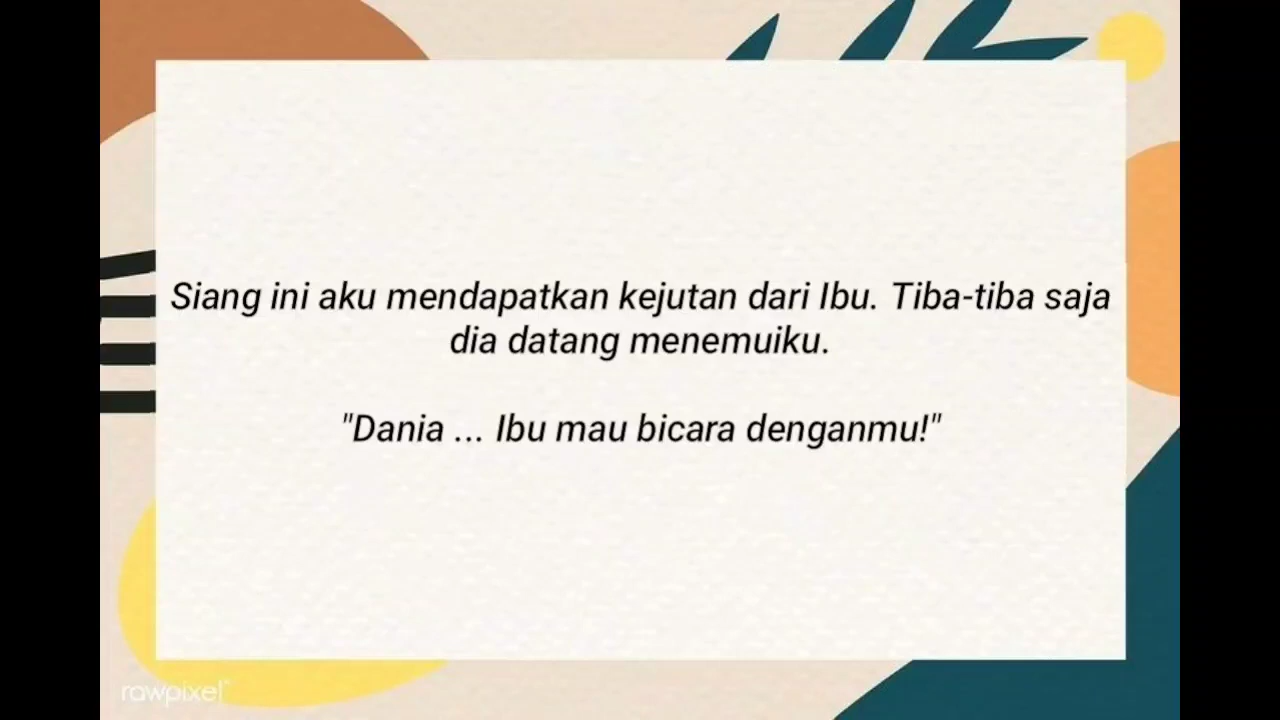 Siang ini aku mendapatkan kejutan dari Ibu. Tiba-tiba saja
dia datang menemuiku.
"Dania ... Ibu mau bicara denganmu!"
rawpixel